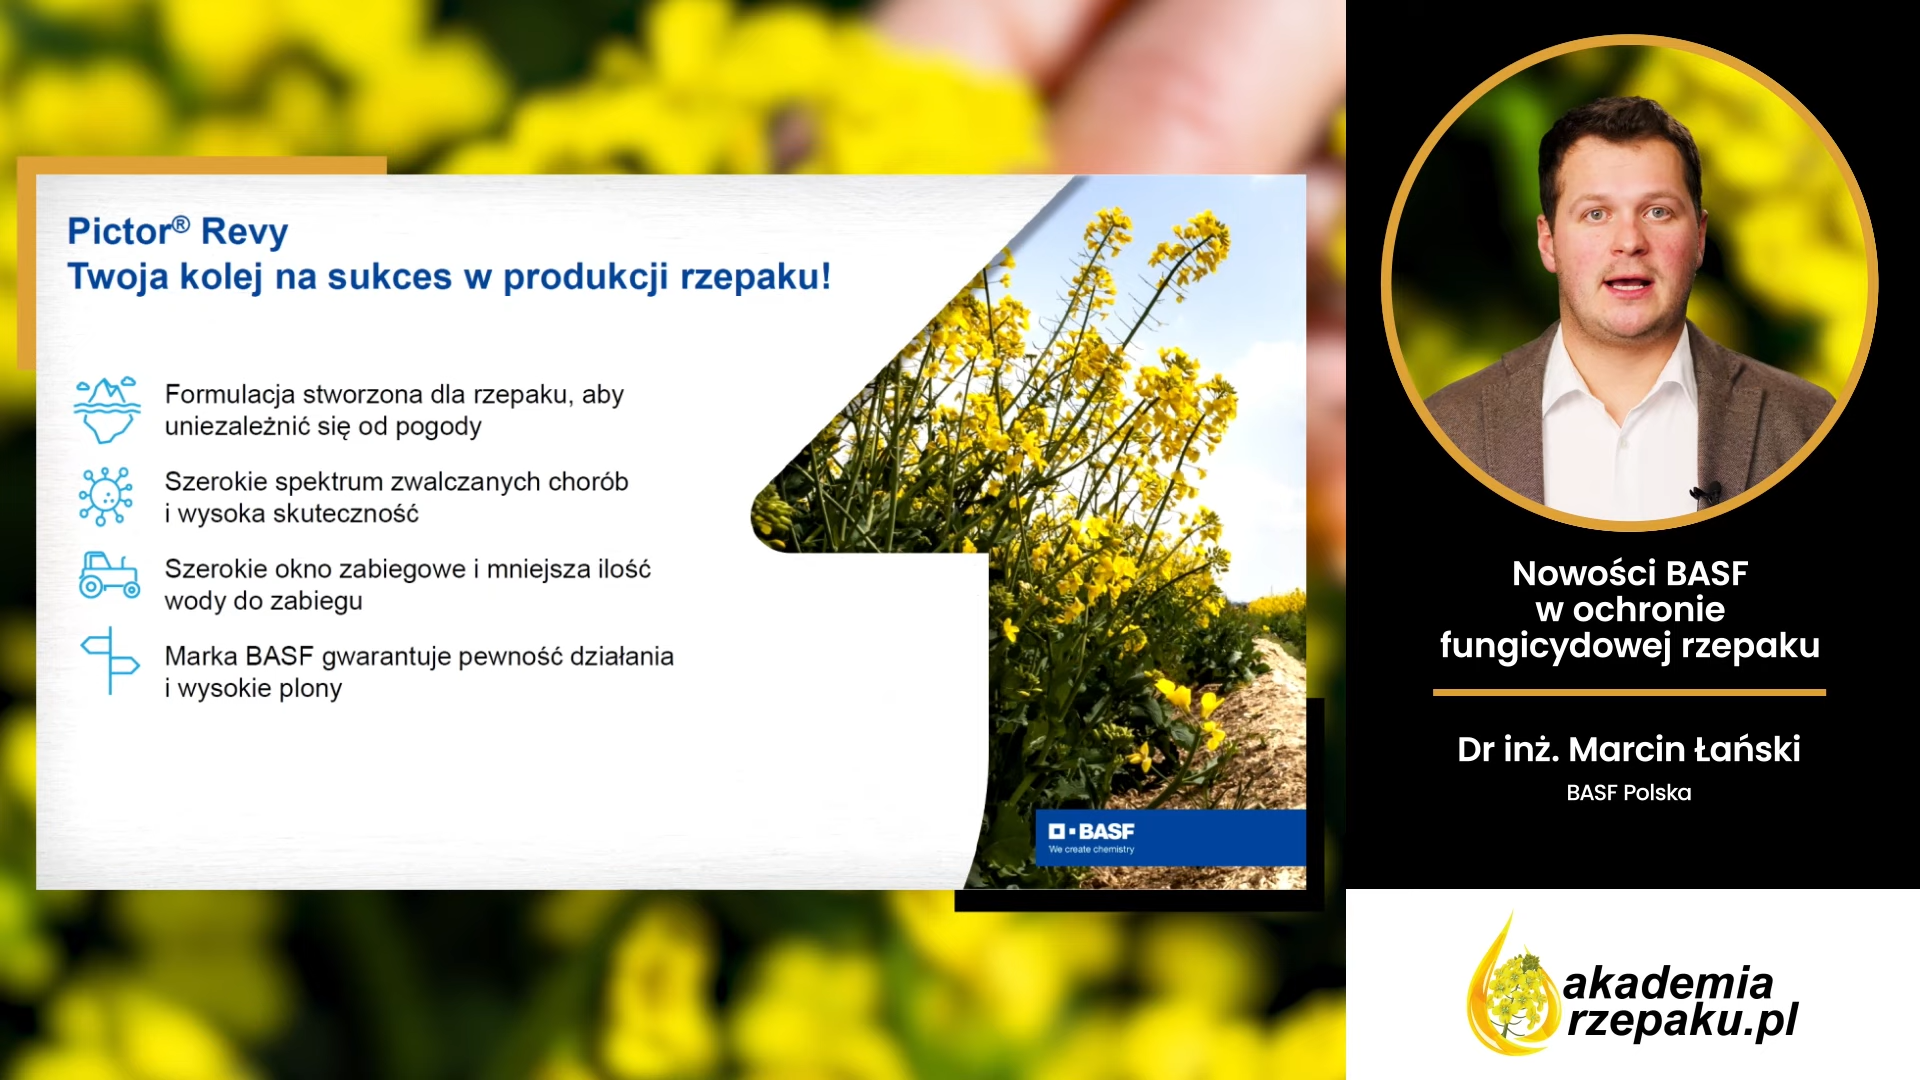 Pictor® Revy
Twoja kolej na sukces w produkcji rzepaku!
Formulacja stworzona dla rzepaku, aby
uniezależnić się od pogody
Szerokie spektrum zwalczanych chorób
i wysoka skuteczność
Szerokie okno zabiegowe i mniejsza ilość
wody do zabiegu
Marka BASF gwarantuje pewność działania
i wysokie plony
BASF
We create chemistry
Nowości BASF
w ochronie
fungicydowej rzepaku
Dr inż. Marcin Łański
BASF Polska
akademia
rzepaku.pl